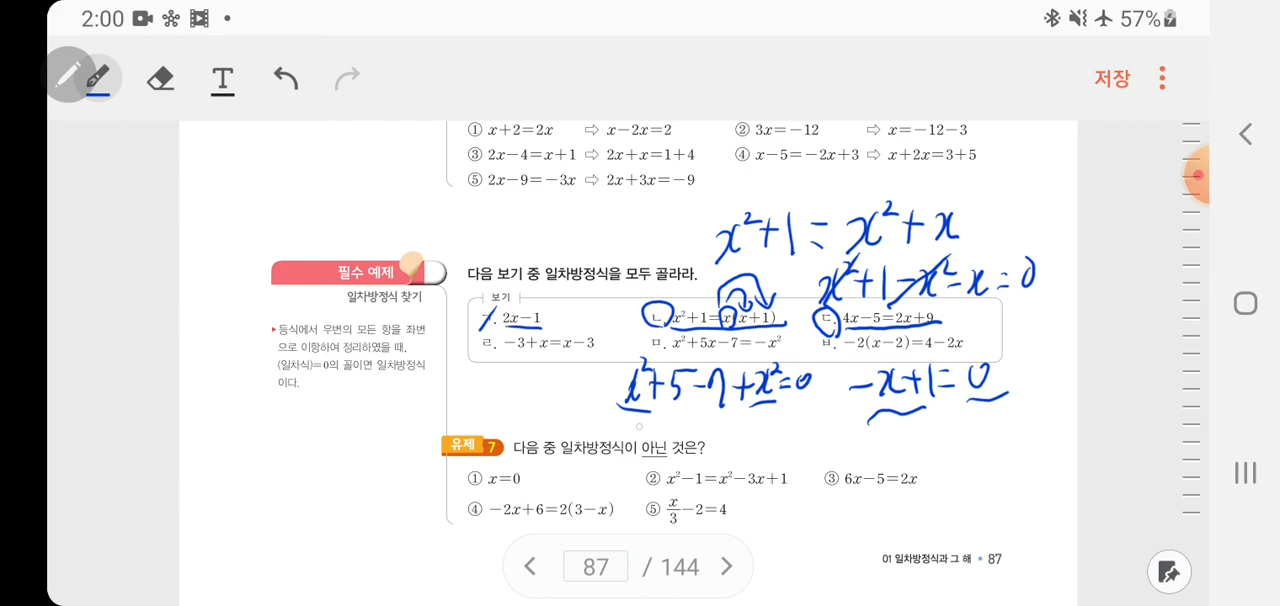 2:00 57%
T 저장
① x+2=2x ⇨ x-2x=2 ② 3x=-12 ⇨ x=-12-3
③ 2x-4=x+1 ⇨ 2x+x=1+4 ④ x-5=-2x+3 ⇨ x+2x=3+5
⑤ 2x-9=-3x ⇨ 2x+3x=-9
x²+1=x²+x
필수 예제 다음 보기 중 일차방정식을 모두 골라라.
x²+1-x²-x=0
일차방정식 찾기
보기
▸등식에서 우변의 모든 항을 좌변
으로 이항하여 정리하였을 때,
(일차식)=0의 꼴이면 일차방정식
이다.
ㄱ. 2x-1 ㄴ. x²+1=x(x+1) ㄷ. 4x-5=2x+9
ㄹ. -3+x=x-3 ㅁ. x²+5x-7=-x² ㅂ. -2(x-2)=4-2x
x²+5-7+x²=0 -x+1=0
유제 7 다음 중 일차방정식이 아닌 것은?
① x=0 ② x²-1=x²-3x+1 ③ 6x-5=2x
④ -2x+6=2(3-x) ⑤ x/3-2=4
01 일차방정식과 그 해 • 87
87 / 144